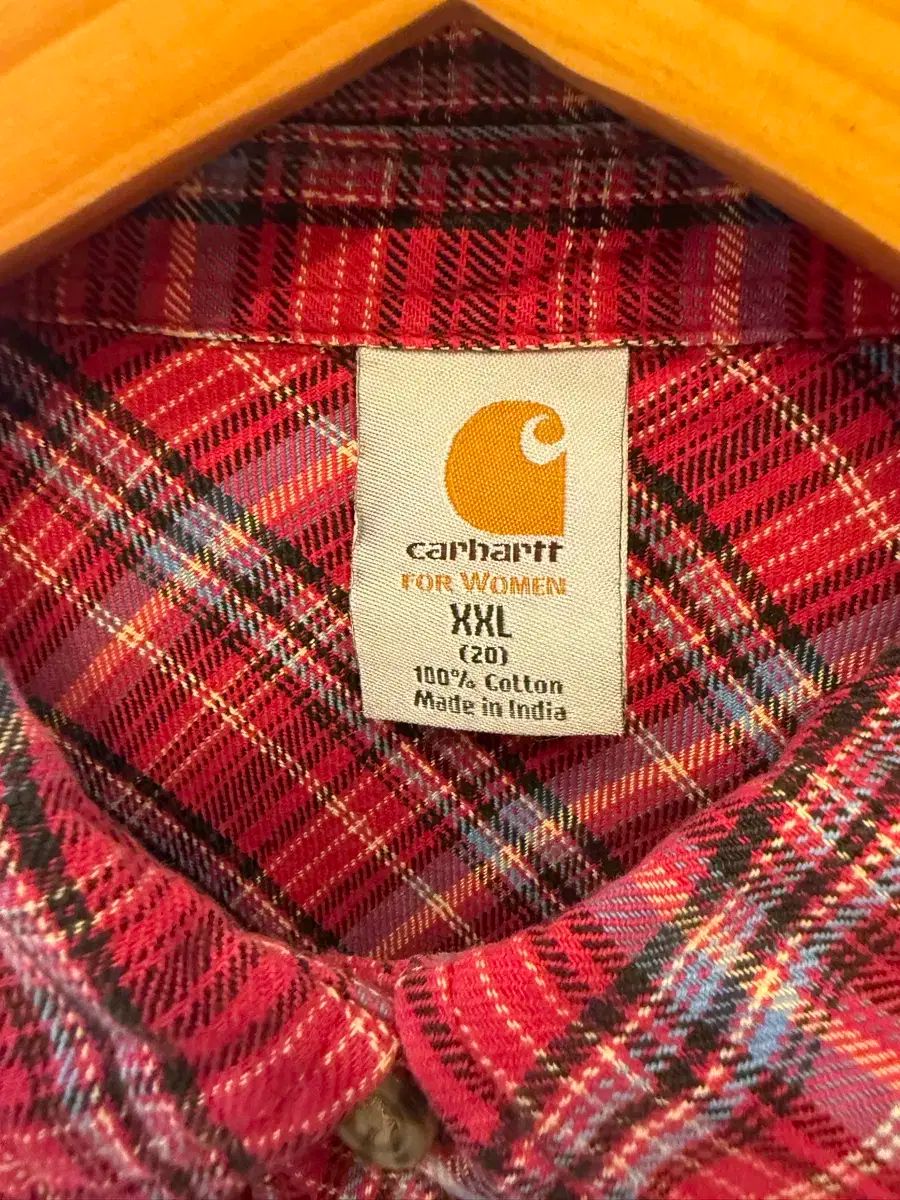 carhartt
FOR WOMEN
XXL
(20)
100% Cotton
Made in India